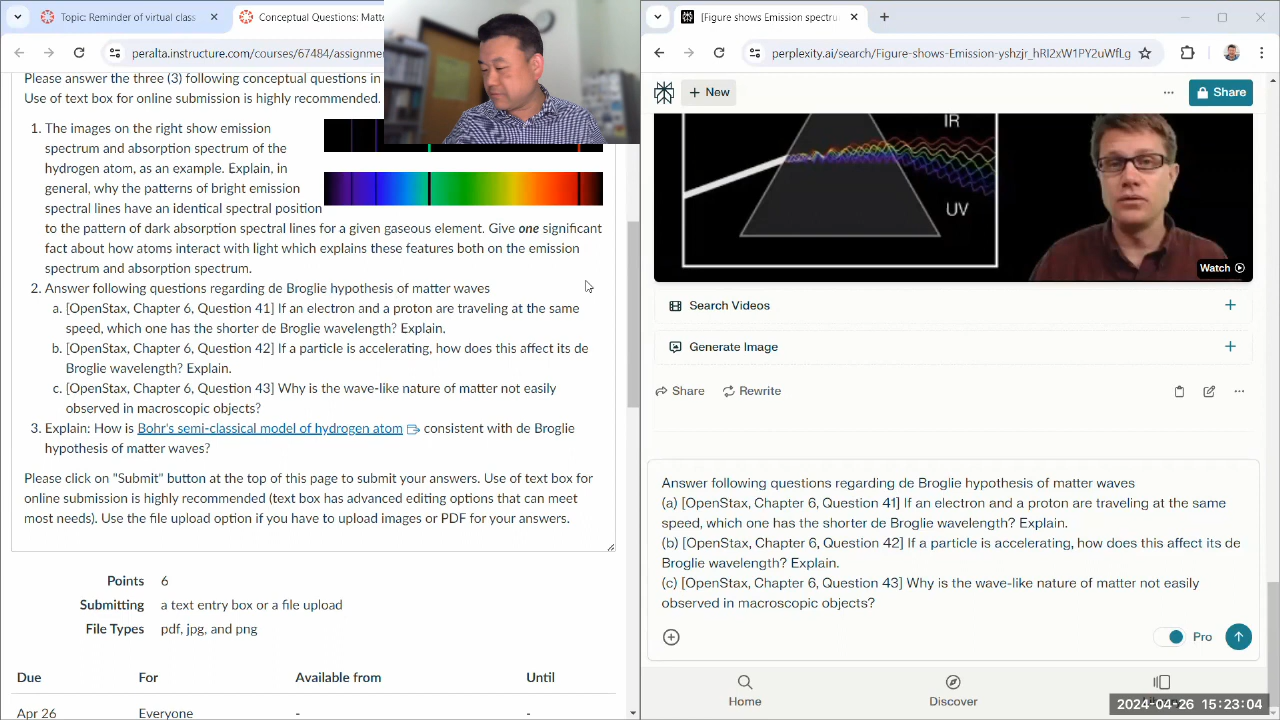 Topic: Reminder of virtual class
Conceptual Questions: Matte
[Figure shows Emission spectru
peralta.instructure.com/courses/67484/assignme
perplexity.ai/search/Figure-shows-Emission-yshzjr_
+ New
Share
Please answer the three (3) following conceptual questions in
Use of text box for online submission is highly recommended.
1. The images on the right show emission
spectrum and absorption spectrum of the
hydrogen atom, as an example. Explain, in
general, why the patterns of bright emission
spectral lines have an identical spectral position
to the pattern of dark absorption spectral lines for a given gaseous element. Give one significant
fact about how atoms interact with light which explains these features both on the emission
spectrum and absorption spectrum.
2. Answer following questions regarding de Broglie hypothesis of matter waves
a. [OpenStax, Chapter 6, Question 41] If an electron and a proton are traveling at the same
speed, which one has the shorter de Broglie wavelength? Explain.
b. [OpenStax, Chapter 6, Question 42] If a particle is accelerating, how does this affect its de
Broglie wavelength? Explain.
c. [OpenStax, Chapter 6, Question 43] Why is the wave-like nature of matter not easily
observed in macroscopic objects?
3. Explain: How is Bohr's semi-classical model of hydrogen atom consistent with de Broglie
hypothesis of matter waves?
Please click on "Submit" button at the top of this page to submit your answers. Use of text box for
online submission is highly recommended (text box has advanced editing options that can meet
most needs). Use the file upload option if you have to upload images or PDF for your answers.
Points 6
Submitting a text entry box or a file upload
File Types pdf, jpg, and png
Due For Available from Until
Apr 26 Everyone - -
IR
UV
Watch
Search Videos
Generate Image
Share Rewrite
Answer following questions regarding de Broglie hypothesis of matter waves
(a) [OpenStax, Chapter 6, Question 41] If an electron and a proton are traveling at the same
speed, which one has the shorter de Broglie wavelength? Explain.
(b) [OpenStax, Chapter 6, Question 42] If a particle is accelerating, how does this affect its de
Broglie wavelength? Explain.
(c) [OpenStax, Chapter 6, Question 43] Why is the wave-like nature of matter not easily
observed in macroscopic objects?
Pro
Home Discover
2024-04-26 15:23:04